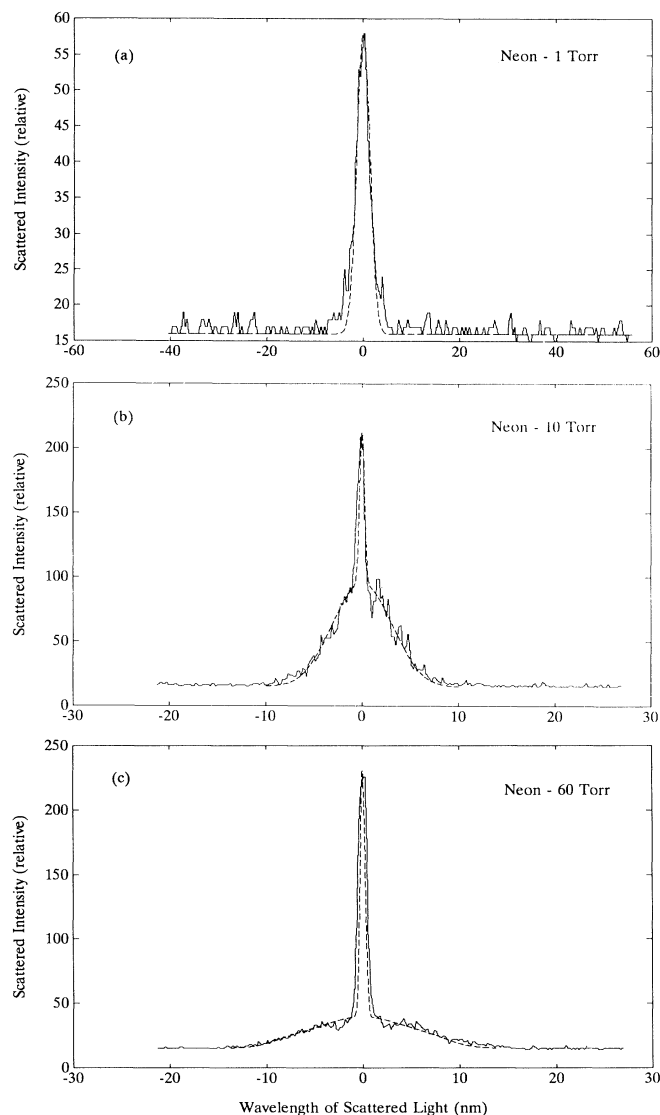 60
(a)
Neon - 1 Torr
55
50
45
40
35
30
25
20
15
Scattered Intensity (relative)
-60 -40 -20 0 20 40 60
250
(b)
Neon - 10 Torr
200
150
100
50
0
Scattered Intensity (relative)
-30 -20 -10 0 10 20 30
250
(c)
Neon - 60 Torr
200
150
100
50
0
Scattered Intensity (relative)
-30 -20 -10 0 10 20 30
Wavelength of Scattered Light (nm)